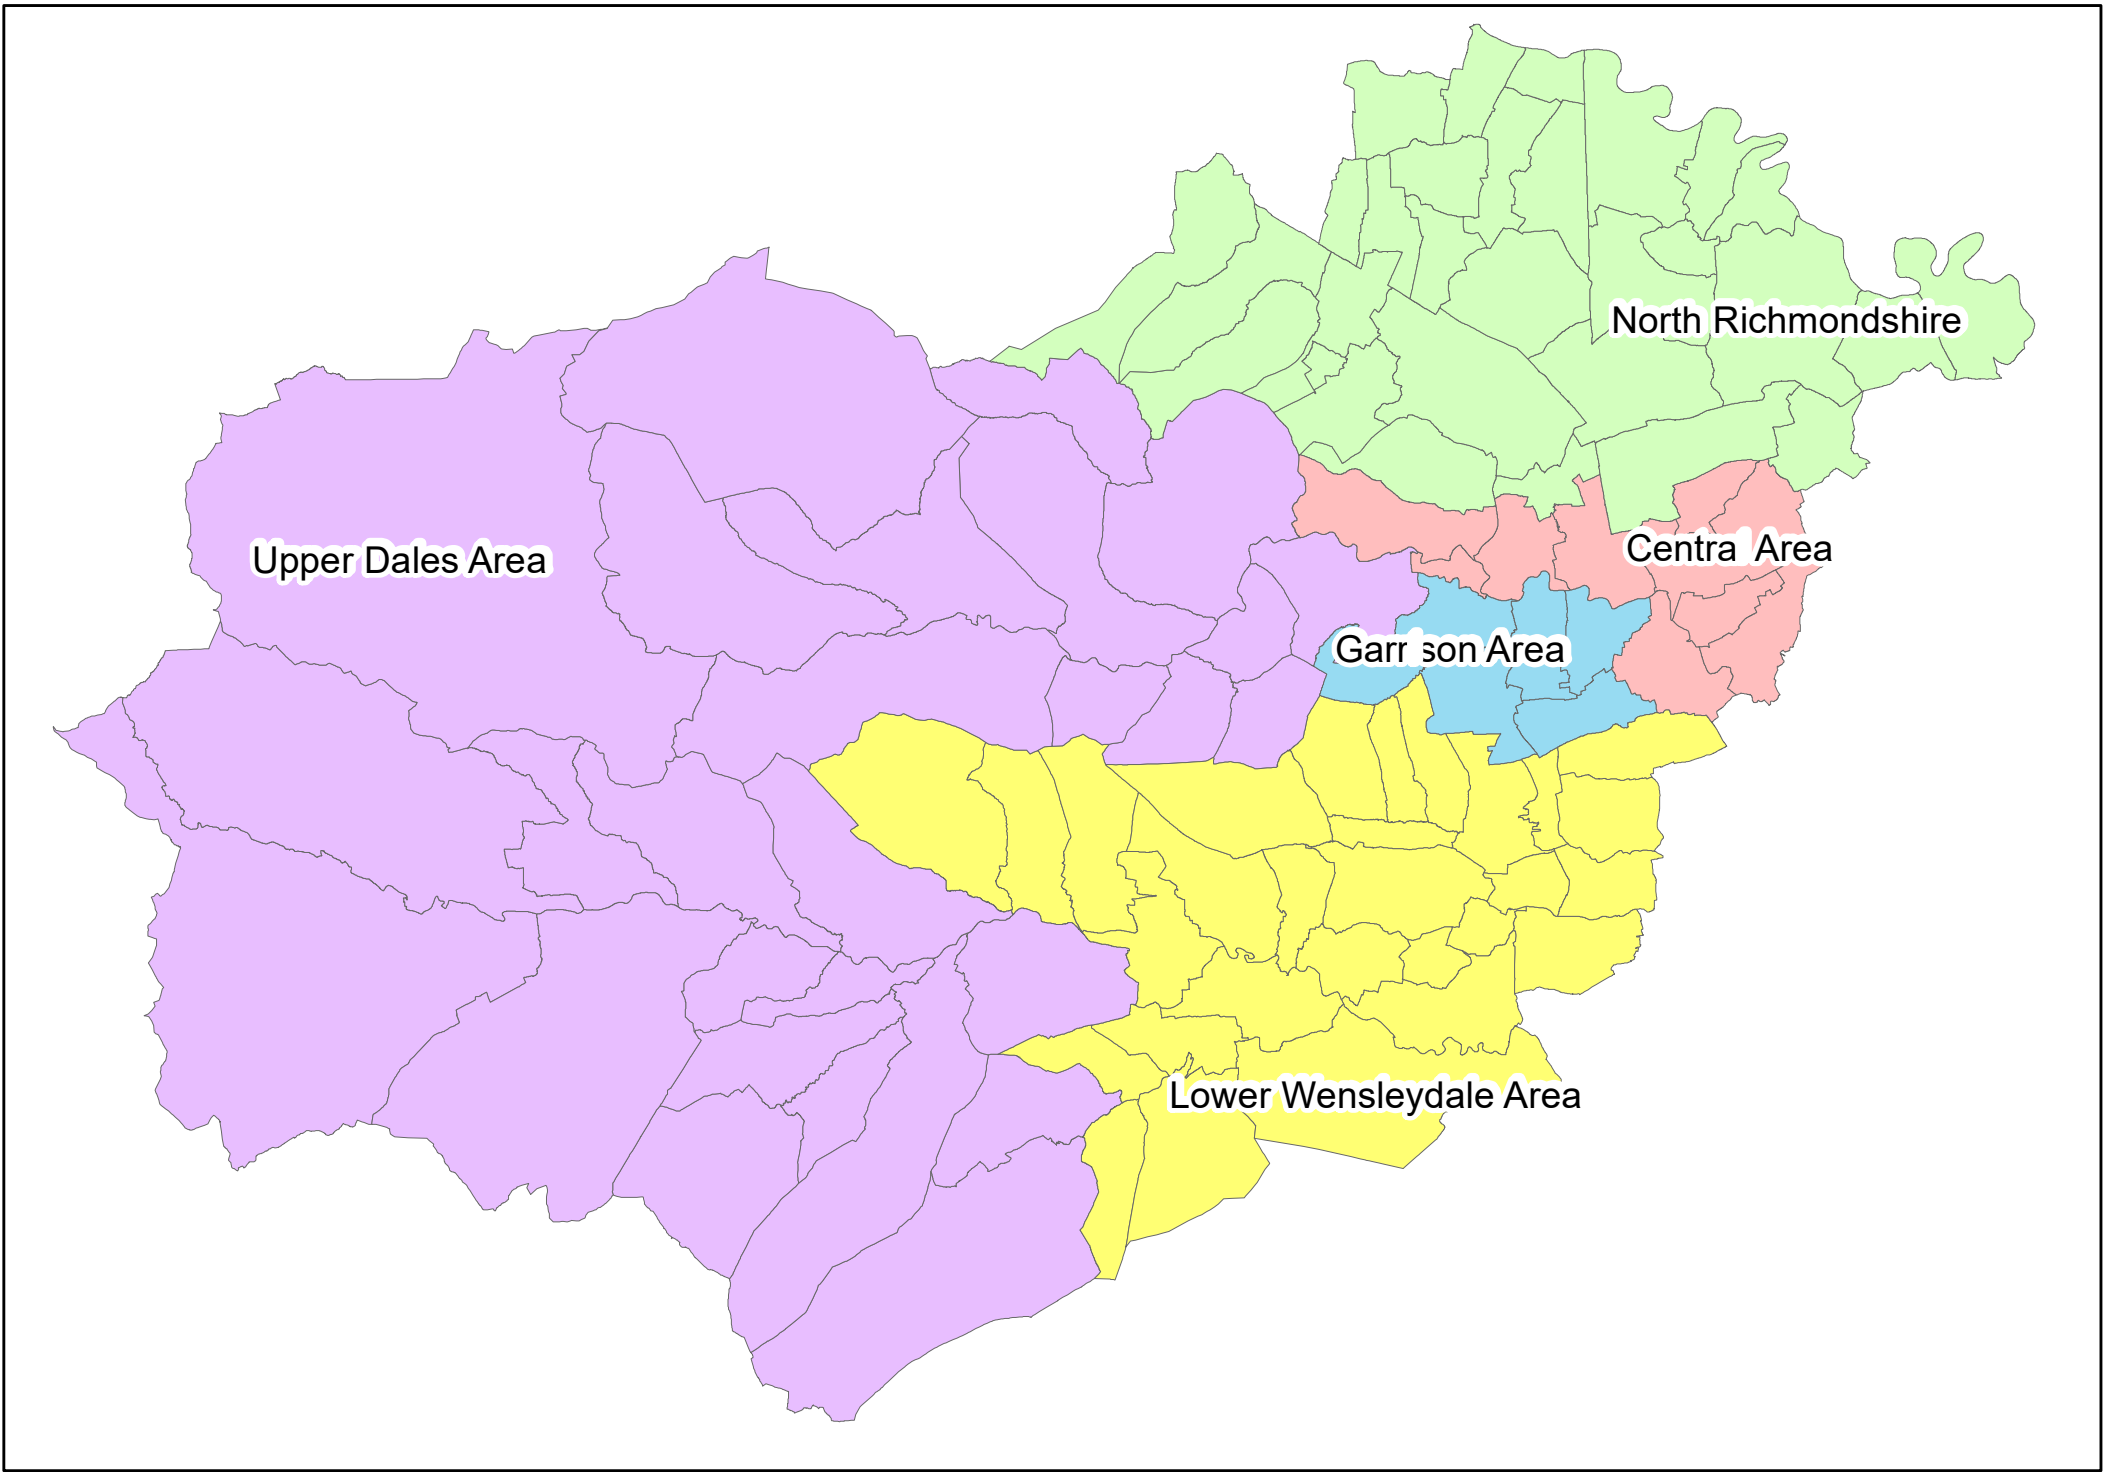 North Richmondshire
Centra Area
Upper Dales Area
Garr son Area
Lower Wensleydale Area